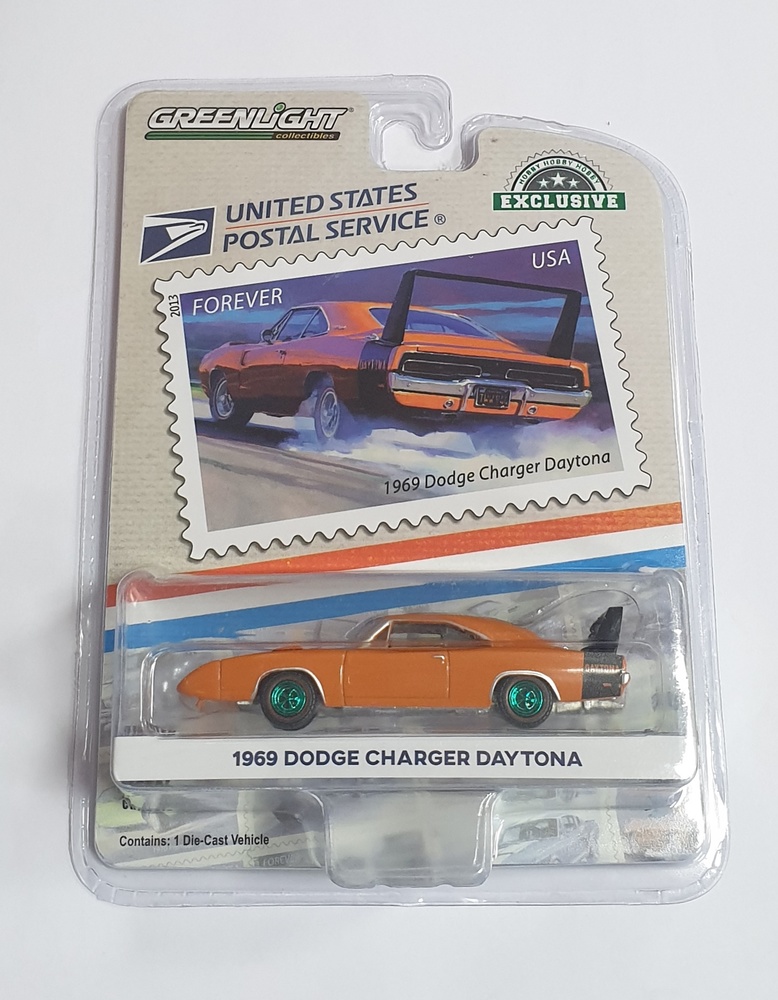 GREENLIGHT®
collectibles
HOBBY HOBBY HOBBY
EXCLUSIVE
UNITED STATES
POSTAL SERVICE®
2013
FOREVER
USA
1969 Dodge Charger Daytona
DAYTONA
1969 DODGE CHARGER DAYTONA
Contains: 1 Die-Cast Vehicle